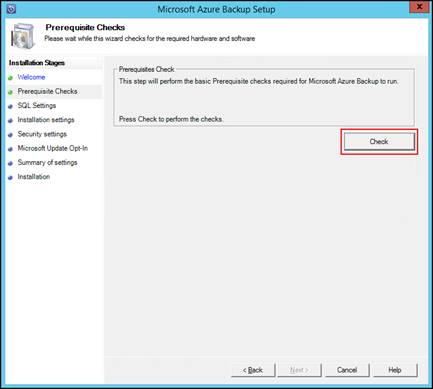 Microsoft Azure Backup Setup
x
Prerequisite Checks
Please wait while this wizard checks for the required hardware and software
Installation Stages
Welcome
Prerequisite Checks
SQL Settings
Installation settings
Security settings
Microsoft Update Opt-In
Summary of settings
Installation
Prerequisites Check
This step will perform the basic Prerequisite checks required for Microsoft Azure Backup to run.
Press Check to perform the checks.
Check
< Back
Next >
Cancel
Help